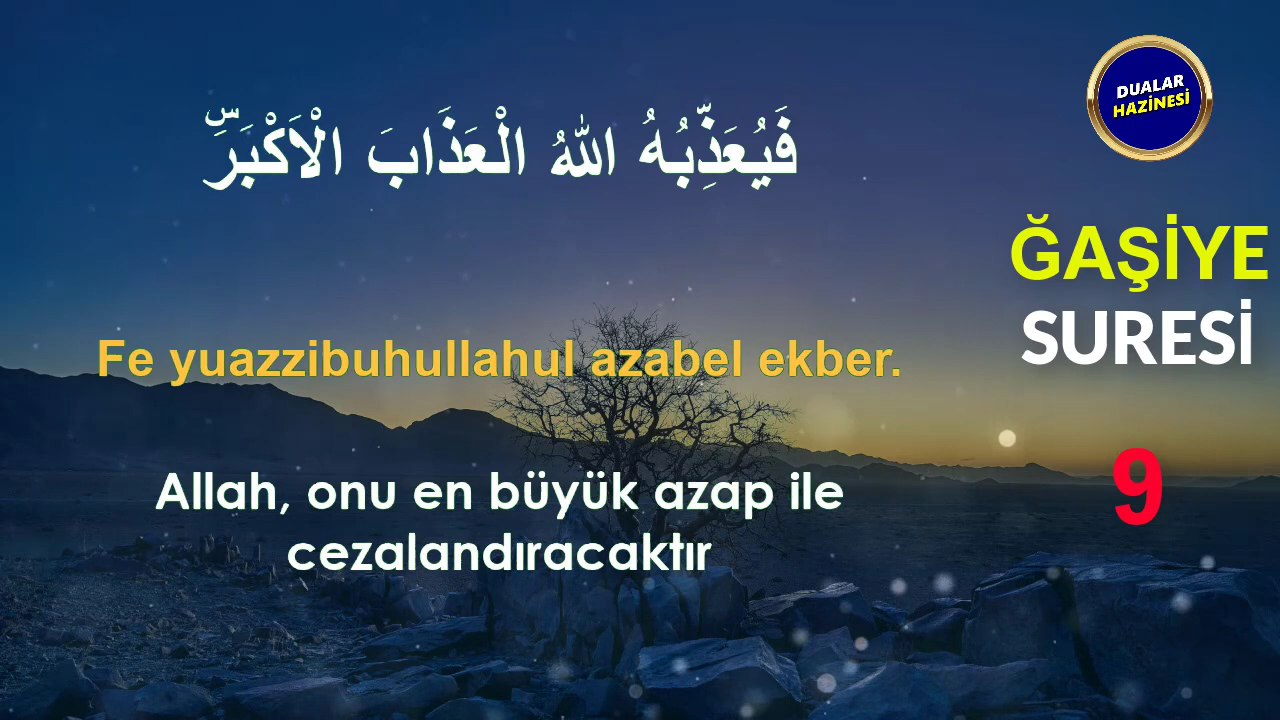 فَيُعَذِّبُهُ اللهُ الْعَذَابَ الْاَكْبَرَۜ
Fe yuazzibuhullahul azabel ekber.
Allah, onu en büyük azap ile
cezalandıracaktır
DUALAR
HAZİNESİ
ĞAŞİYE
SURESİ
9